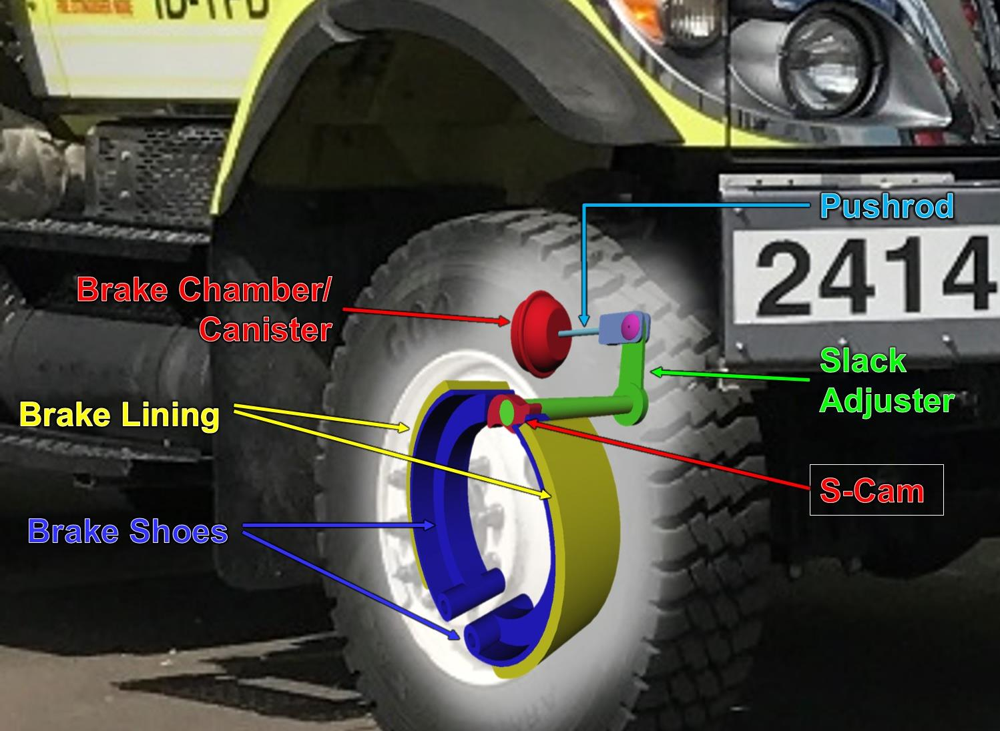 Pushrod
2414
Brake Chamber/
Canister
Slack
Adjuster
Brake Lining
S-Cam
Brake Shoes